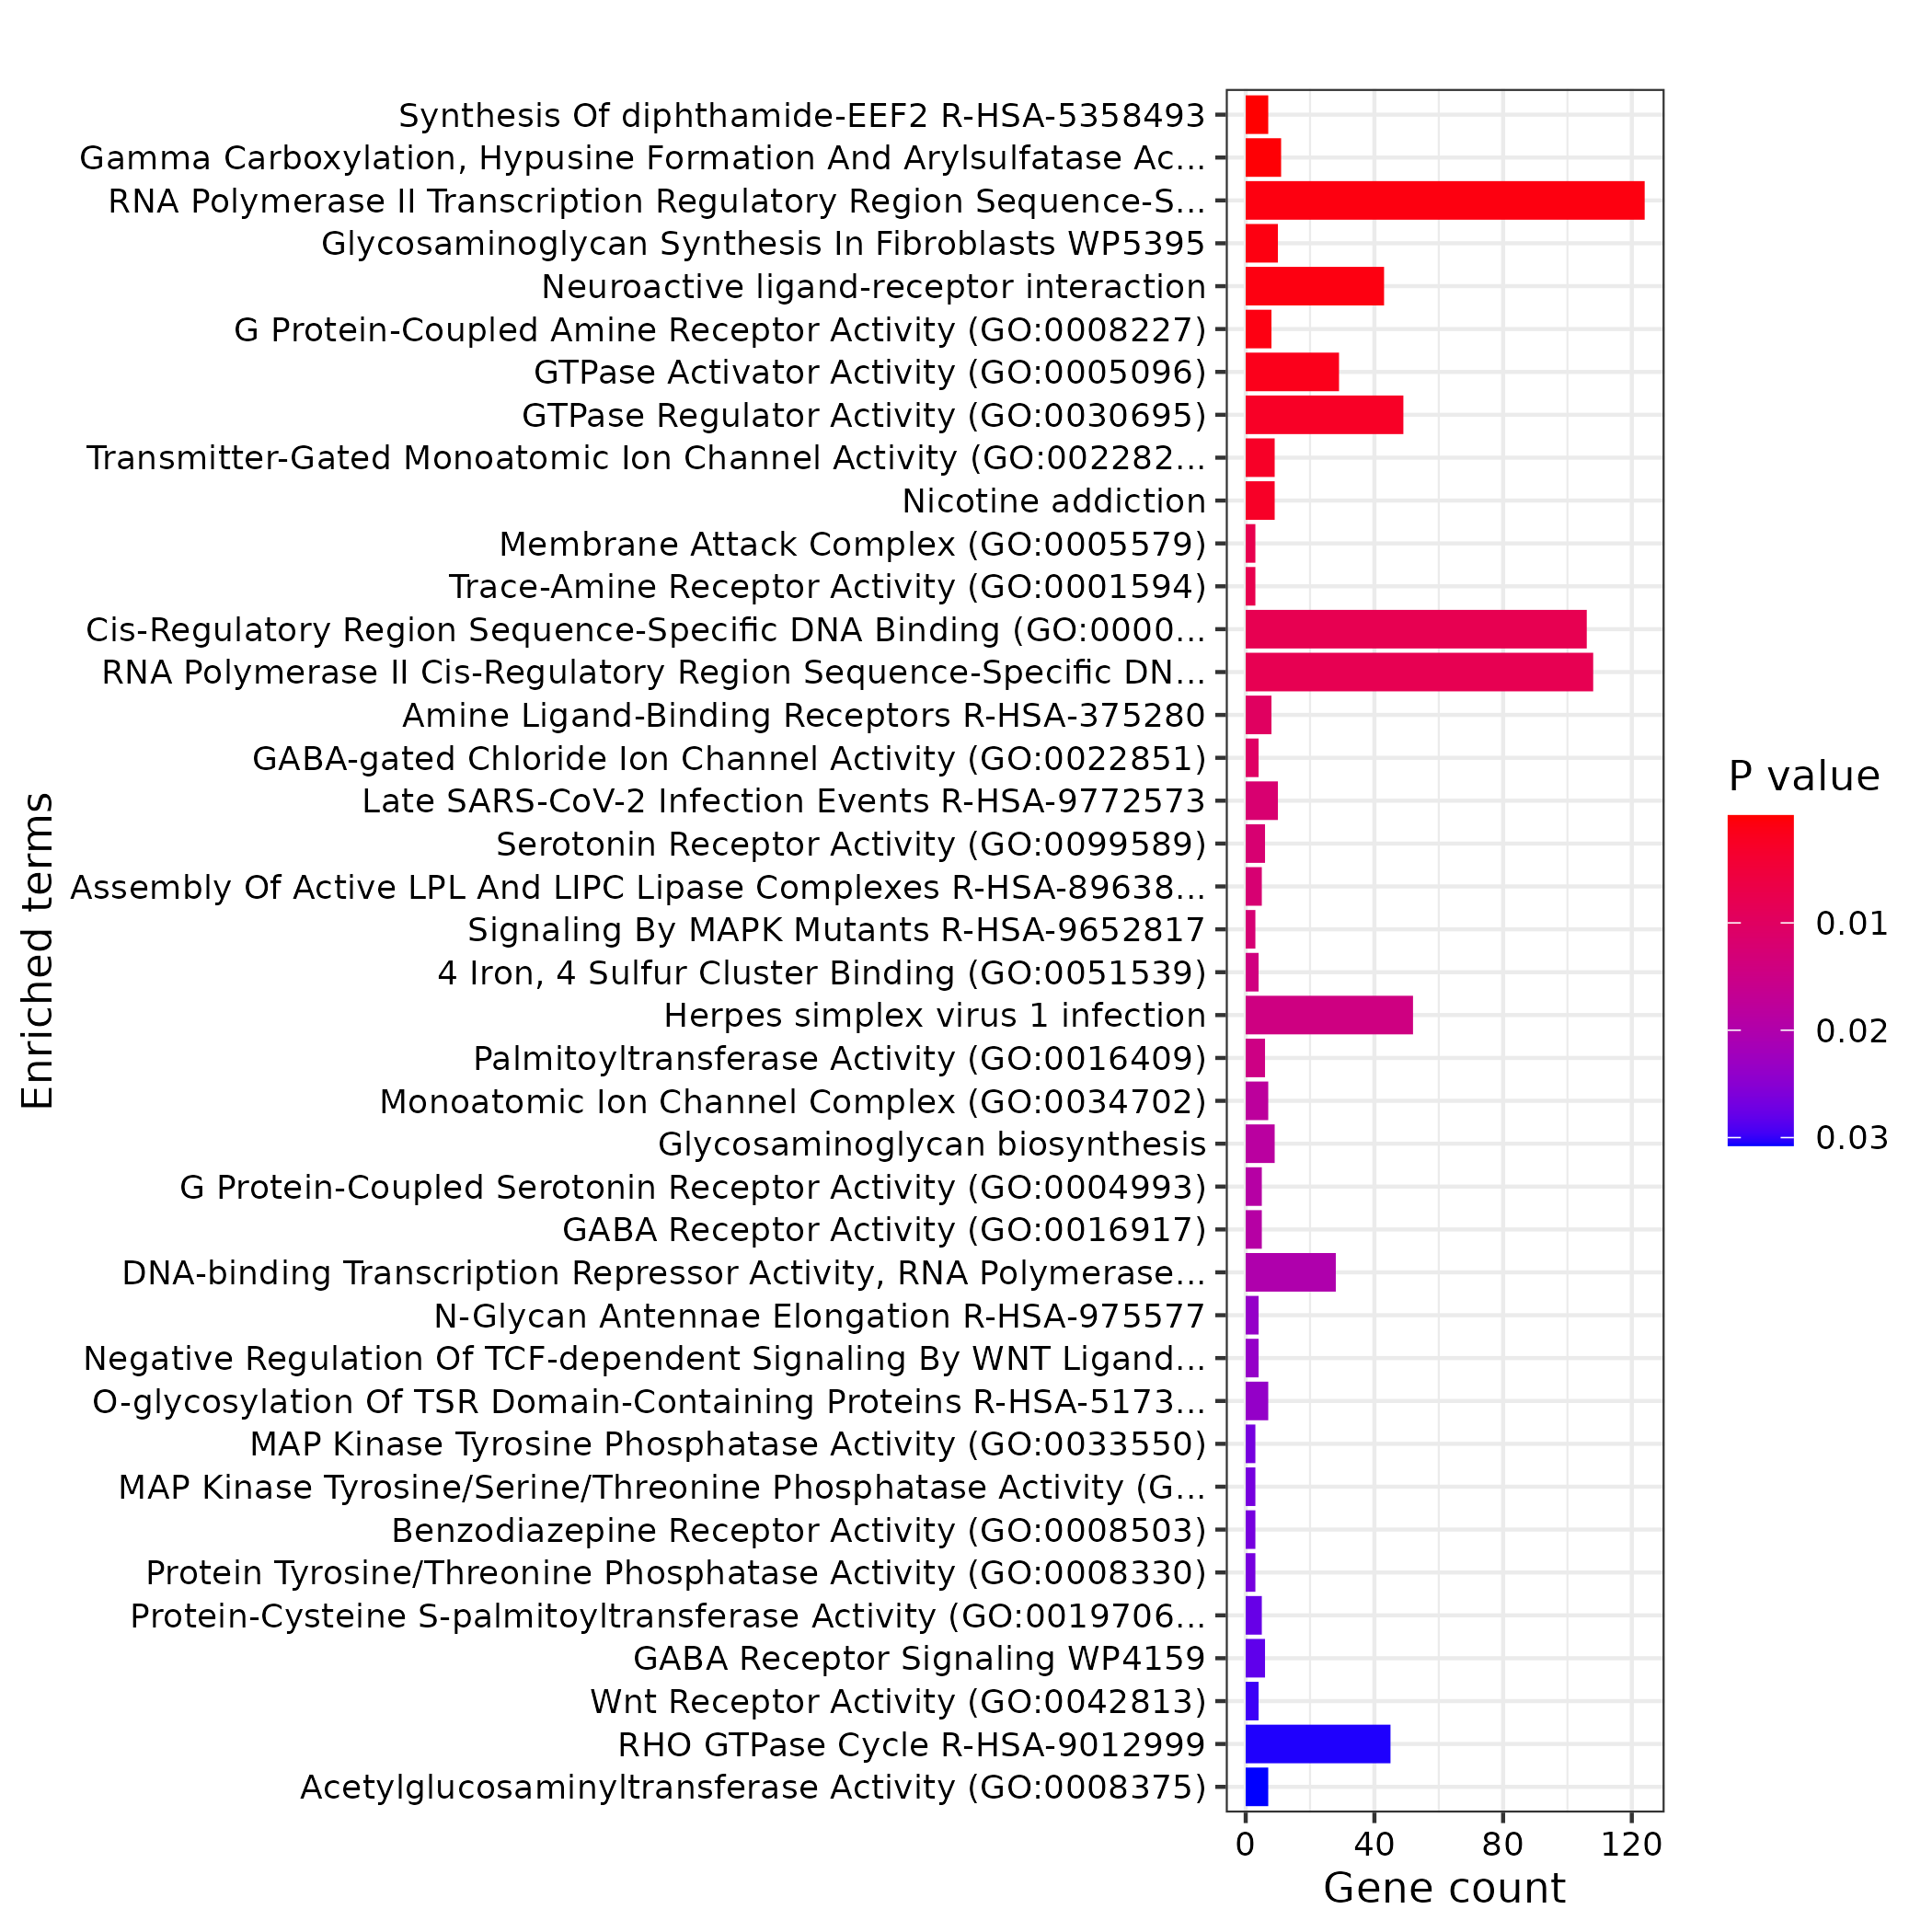 Synthesis Of diphthamide-EEF2 R-HSA-5358493
Gamma Carboxylation, Hypusine Formation And Arylsulfatase Ac...
RNA Polymerase II Transcription Regulatory Region Sequence-S...
Glycosaminoglycan Synthesis In Fibroblasts WP5395
Neuroactive ligand-receptor interaction
G Protein-Coupled Amine Receptor Activity (GO:0008227)
GTPase Activator Activity (GO:0005096)
GTPase Regulator Activity (GO:0030695)
Transmitter-Gated Monoatomic Ion Channel Activity (GO:002282...
Nicotine addiction
Membrane Attack Complex (GO:0005579)
Trace-Amine Receptor Activity (GO:0001594)
Cis-Regulatory Region Sequence-Specific DNA Binding (GO:0000...
RNA Polymerase II Cis-Regulatory Region Sequence-Specific DN...
Amine Ligand-Binding Receptors R-HSA-375280
GABA-gated Chloride Ion Channel Activity (GO:0022851)
Late SARS-CoV-2 Infection Events R-HSA-9772573
Serotonin Receptor Activity (GO:0099589)
Assembly Of Active LPL And LIPC Lipase Complexes R-HSA-89638...
Signaling By MAPK Mutants R-HSA-9652817
4 Iron, 4 Sulfur Cluster Binding (GO:0051539)
Herpes simplex virus 1 infection
Palmitoyltransferase Activity (GO:0016409)
Monoatomic Ion Channel Complex (GO:0034702)
Glycosaminoglycan biosynthesis
G Protein-Coupled Serotonin Receptor Activity (GO:0004993)
GABA Receptor Activity (GO:0016917)
DNA-binding Transcription Repressor Activity, RNA Polymerase...
N-Glycan Antennae Elongation R-HSA-975577
Negative Regulation Of TCF-dependent Signaling By WNT Ligand...
O-glycosylation Of TSR Domain-Containing Proteins R-HSA-5173...
MAP Kinase Tyrosine Phosphatase Activity (GO:0033550)
MAP Kinase Tyrosine/Serine/Threonine Phosphatase Activity (G...
Benzodiazepine Receptor Activity (GO:0008503)
Protein Tyrosine/Threonine Phosphatase Activity (GO:0008330)
Protein-Cysteine S-palmitoyltransferase Activity (GO:0019706...
GABA Receptor Signaling WP4159
Wnt Receptor Activity (GO:0042813)
RHO GTPase Cycle R-HSA-9012999
Acetylglucosaminyltransferase Activity (GO:0008375)
Enriched terms
0 40 80 120
Gene count
P value
0.01
0.02
0.03